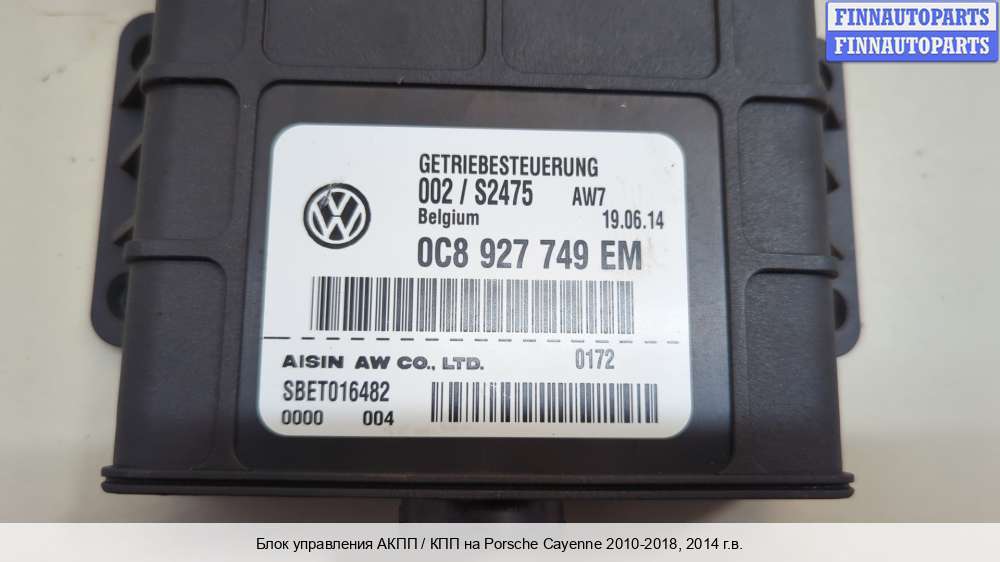 FINNAUTOPARTS
FINNAUTOPARTS
GETRIEBESTEUERUNG
002 / S2475 AW7
Belgium 19.06.14
0C8 927 749 EM
AISIN AW CO., LTD. 0172
SBET016482
0000 004
Блок управления АКПП / КПП на Porsche Cayenne 2010-2018, 2014 г.в.